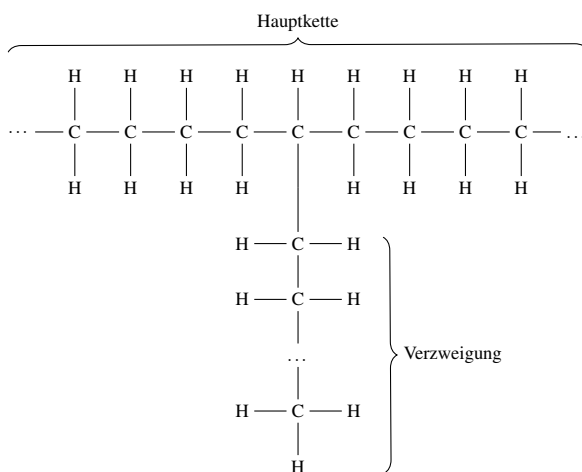 Hauptkette
H H H H H H H H H
... C C C C C C C C C ...
H H H H H H H H
H C H
H C H
...
Verzweigung
H C H
H